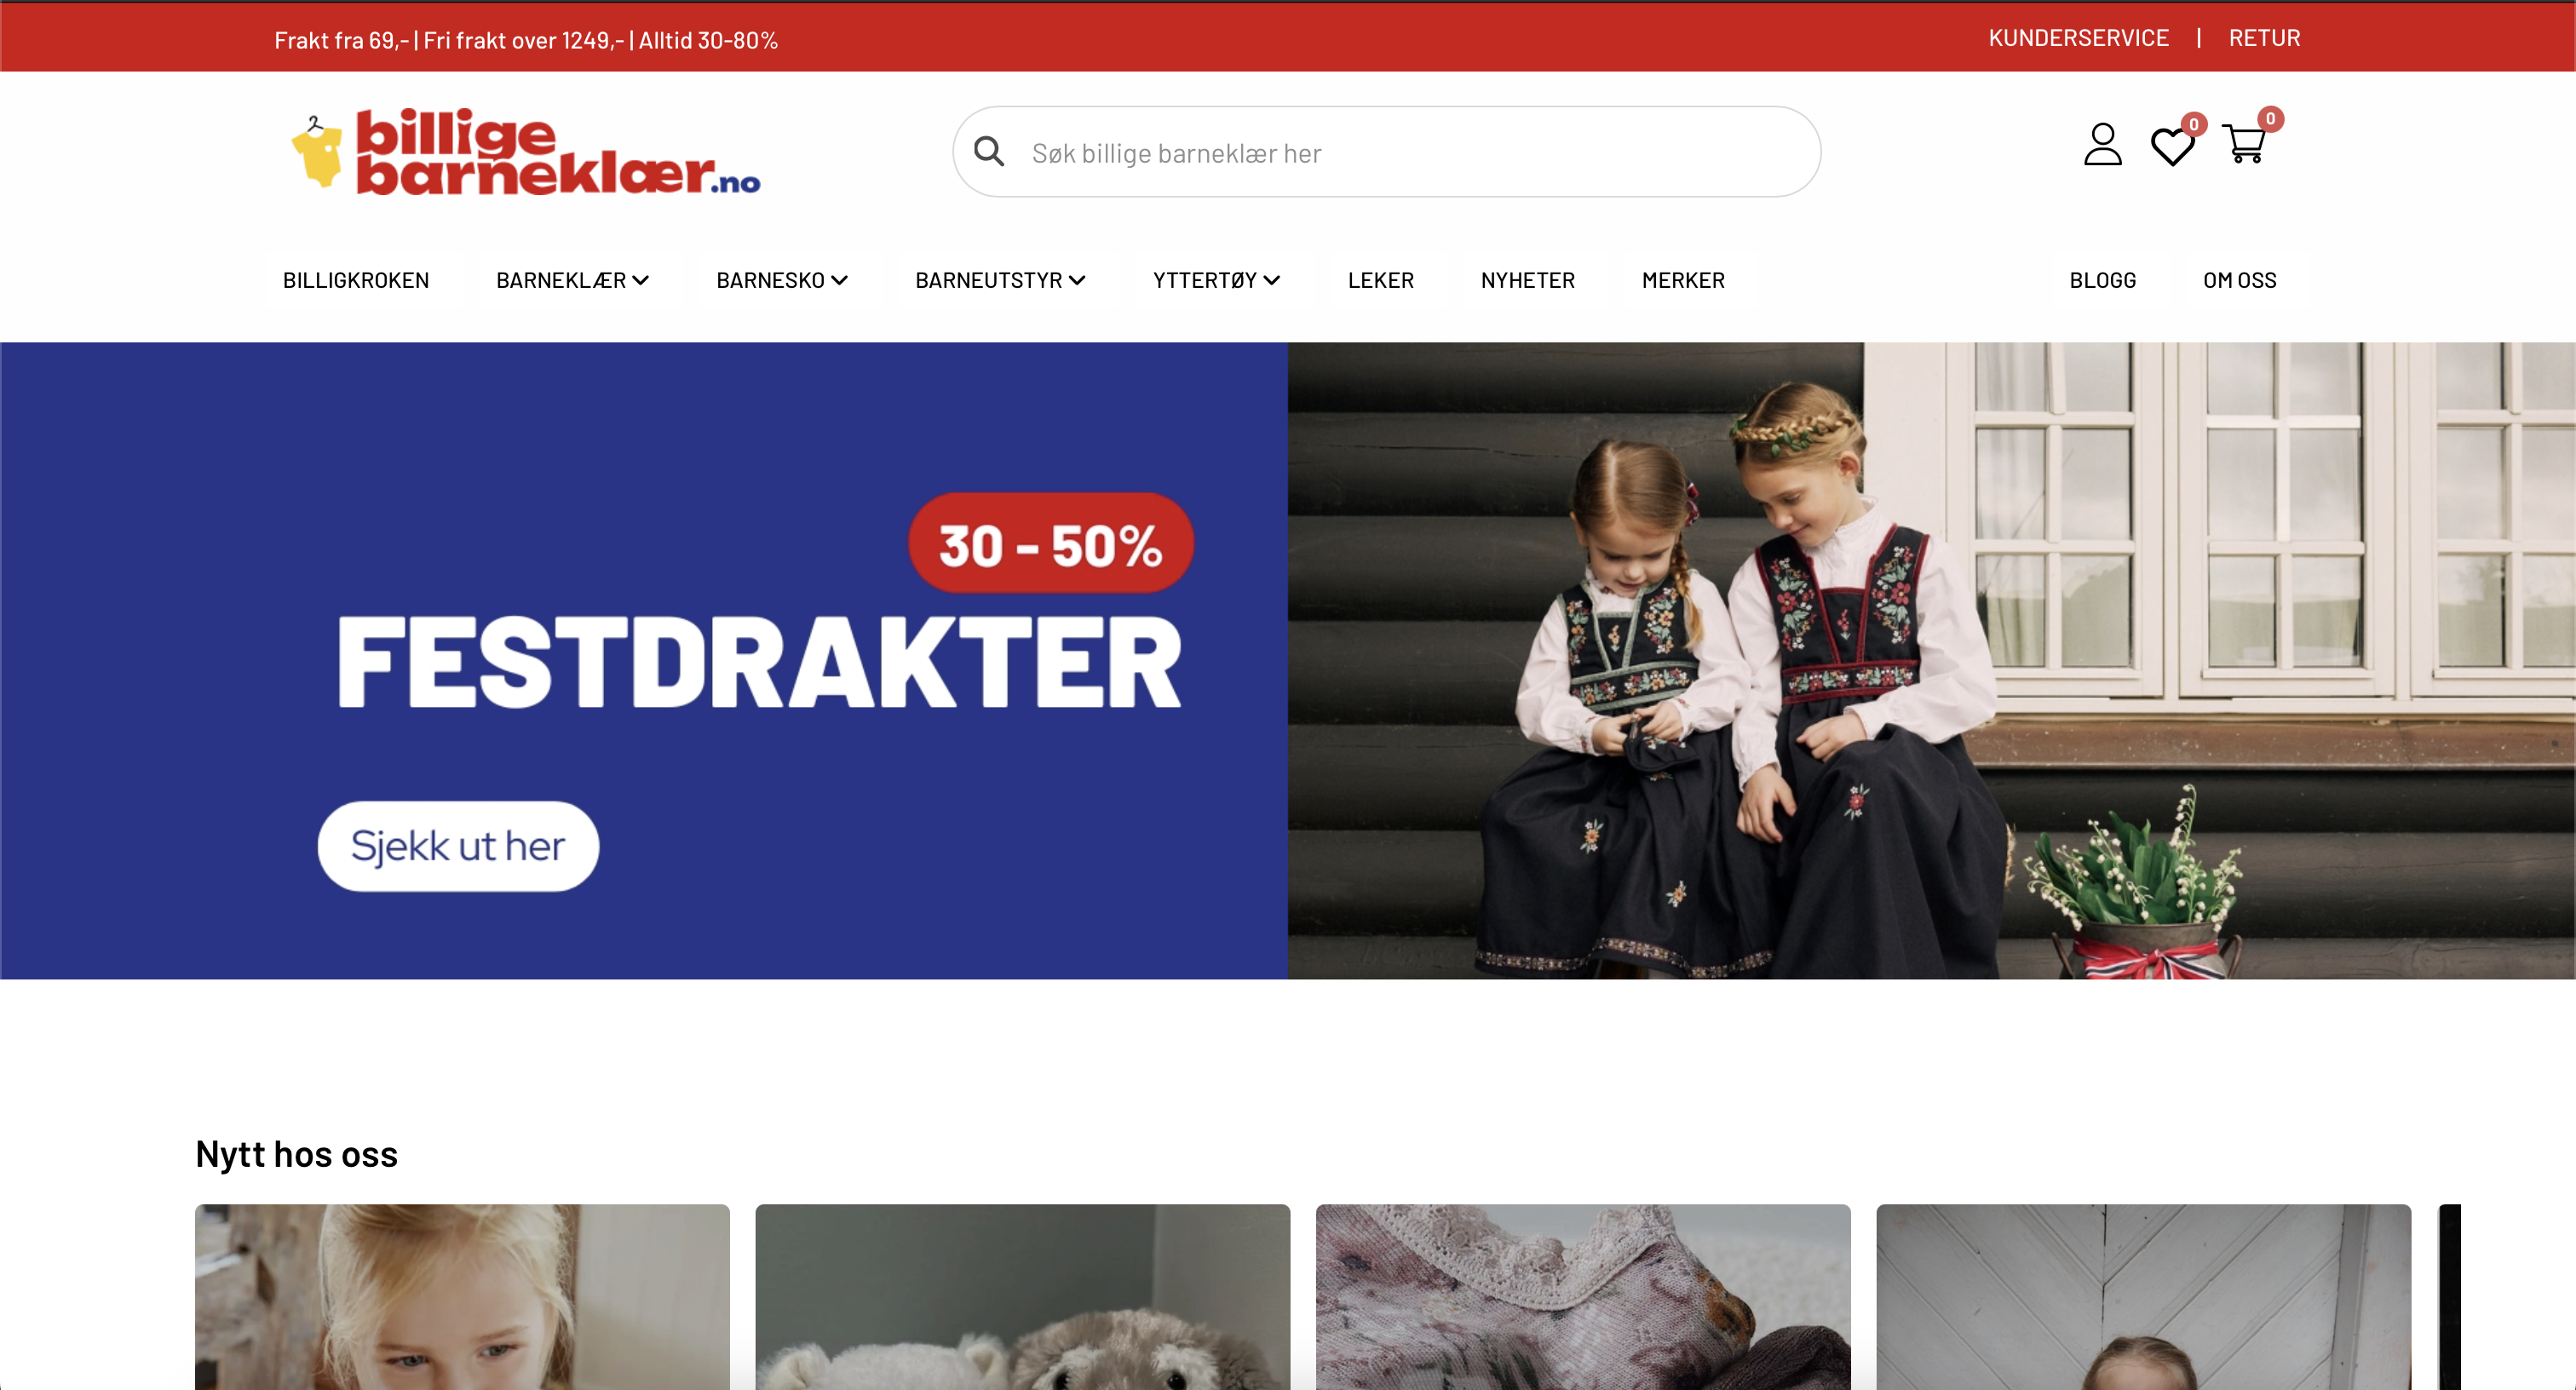 Frakt fra 69,- | Fri frakt over 1249,- | Alltid 30-80%
KUNDERSERVICE | RETUR
billige
barneklær.no
Søk billige barneklær her
0
0
BILLIGKROKEN BARNEKLÆR BARNESKO BARNEUTSTYR YTTERTØY LEKER NYHETER MERKER BLOGG OM OSS
30 – 50%
FESTDRAKTER
Sjekk ut her
Nytt hos oss